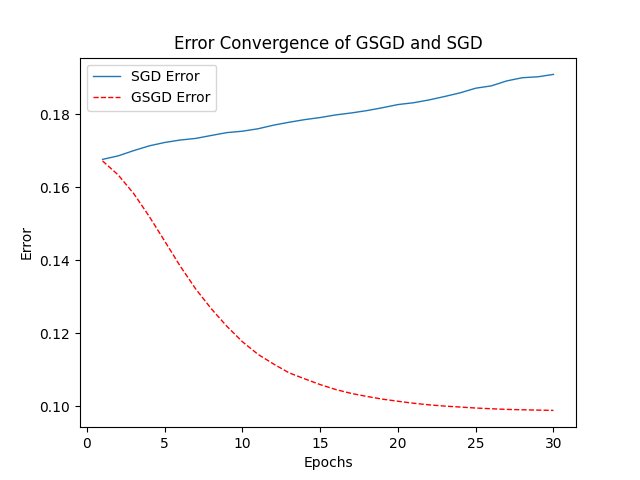 Error Convergence of GSGD and SGD
SGD Error
GSGD Error
Error
0.18
0.16
0.14
0.12
0.10
0 5 10 15 20 25 30
Epochs